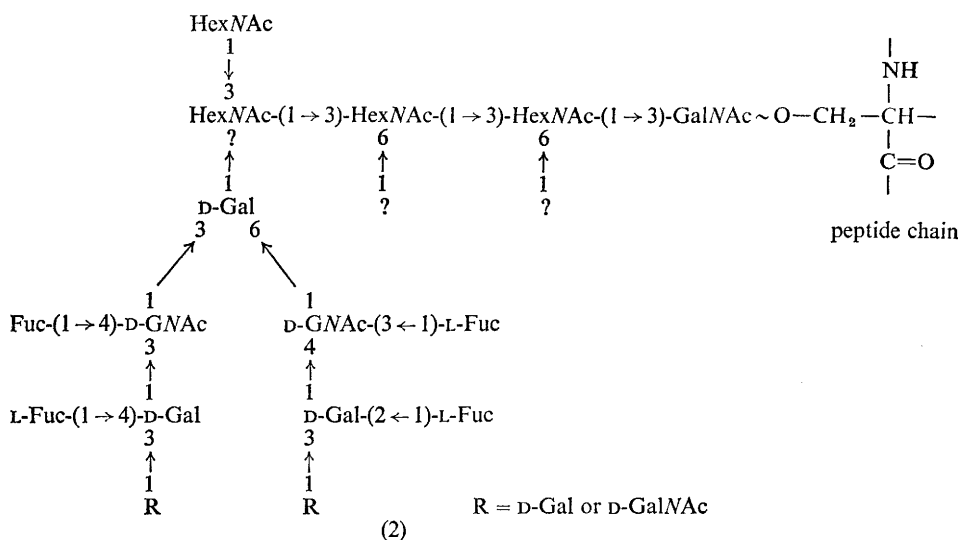 HexNAc
1
↓
3
| NH
HexNAc-(1 → 3)-HexNAc-(1 → 3)-HexNAc-(1 → 3)-GalNAc ~ O—CH₂—CH—
? 6 6
↑ ↑ ↑ C=O
1 1 1
D-Gal ? ?
3 6 peptide chain
1 1
Fuc-(1 → 4)-D-GNAc D-GNAc-(3 ← 1)-L-Fuc
3 4
↑ ↑
1 1
L-Fuc-(1 → 4)-D-Gal D-Gal-(2 ← 1)-L-Fuc
3 3
↑ ↑
1 1
R R R = D-Gal or D-GalNAc
(2)